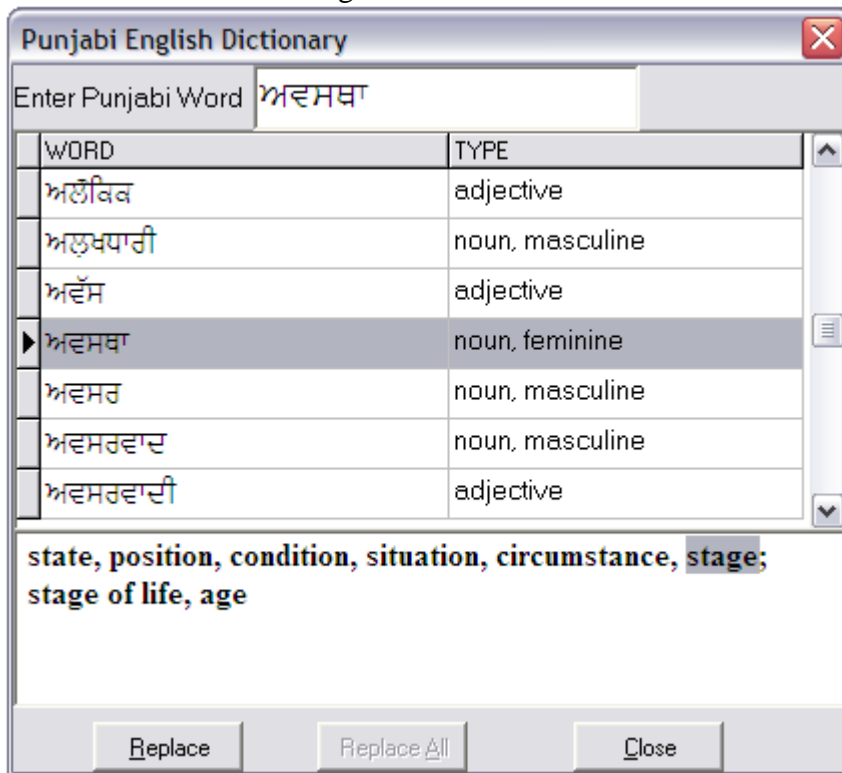 Punjabi English Dictionary
Enter Punjabi Word ਅਵਸਥਾ
WORD TYPE
ਅਲੌਕਿਕ adjective
ਅਲਖਧਾਰੀ noun, masculine
ਅਵੱਸ adjective
ਅਵਸਥਾ noun, feminine
ਅਵਸਰ noun, masculine
ਅਵਸਰਵਾਦ noun, masculine
ਅਵਸਰਵਾਦੀ adjective
state, position, condition, situation, circumstance, stage;
stage of life, age
Replace Replace All Close